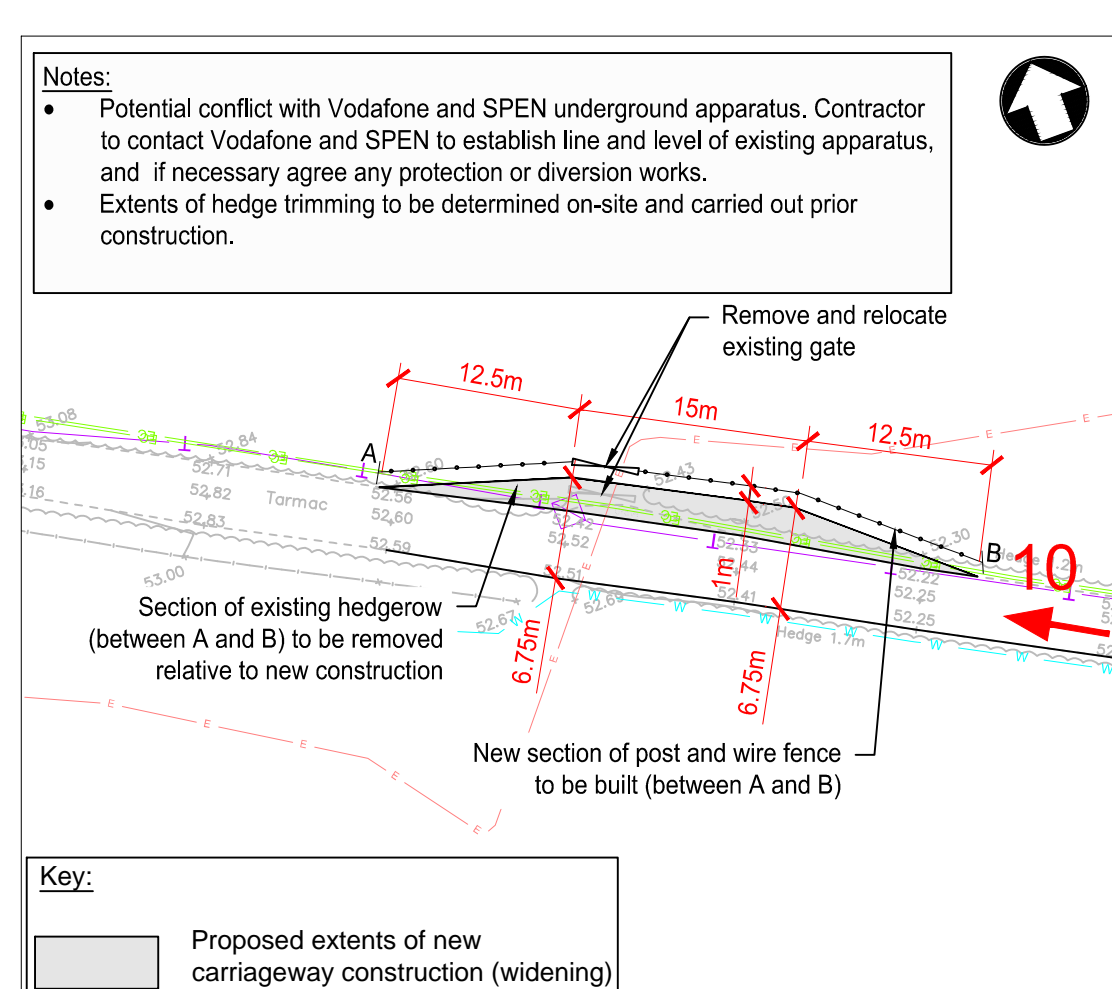 Notes:
• Potential conflict with Vodafone and SPEN underground apparatus. Contractor
to contact Vodafone and SPEN to establish line and level of existing apparatus,
and if necessary agree any protection or diversion works.
• Extents of hedge trimming to be determined on-site and carried out prior
construction.
Remove and relocate
existing gate
12.5m
15m
12.5m
A
B
10
53.08
52.84
52.71
52.82
Tarmac
52.83
53.00
52.60
52.56
52.60
52.59
52.43
52.52
52.51
52.67
52.33
52.41
52.30
52.22
52.25
52.25
Hedge 1.7m
1m
6.75m
6.75m
E
E
E
E
E
E
E
E
E
W
W
W
W
W
W
Section of existing hedgerow
(between A and B) to be removed
relative to new construction
New section of post and wire fence
to be built (between A and B)
Key:
Proposed extents of new
carriageway construction (widening)